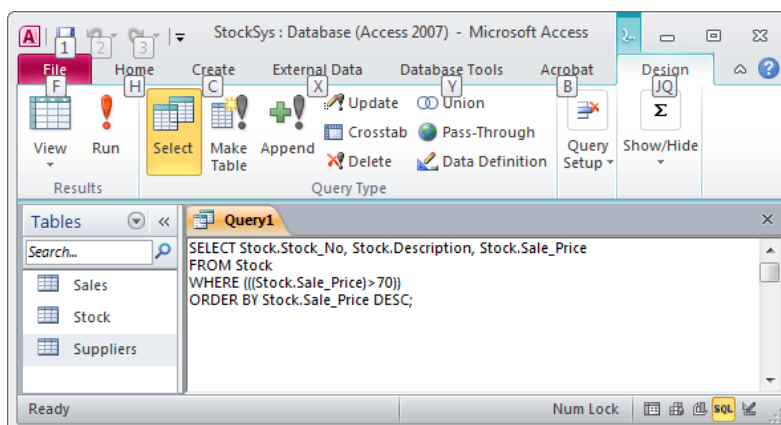 A StockSys : Database (Access 2007) - Microsoft Access
1 2 3
File Home Create External Data Database Tools Acrobat Design
F H C X Y B JQ
View Run Select Make Table Append Update Union Query Setup Show/Hide
Crosstab Pass-Through
Delete Data Definition
Results Query Type
Tables Query1
Search... SELECT Stock.Stock_No, Stock.Description, Stock.Sale_Price
FROM Stock
Sales WHERE (((Stock.Sale_Price)>70))
ORDER BY Stock.Sale_Price DESC;
Stock
Suppliers
Ready Num Lock SQL